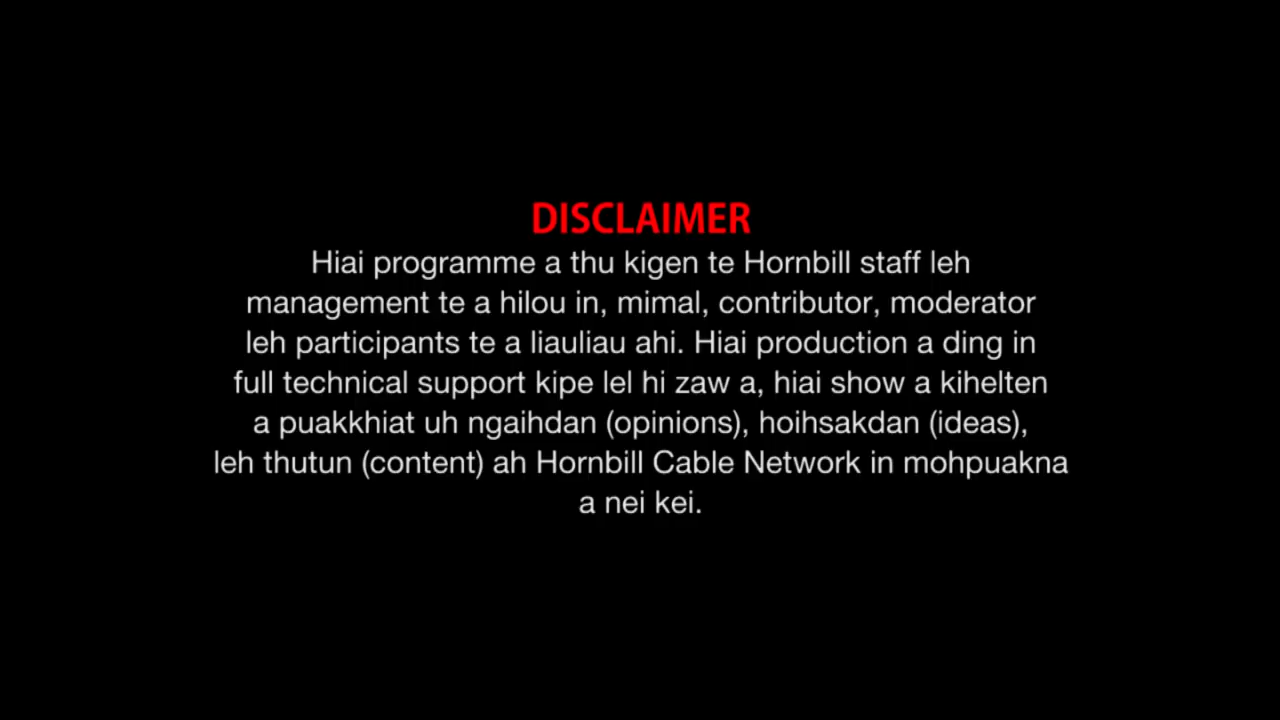 DISCLAIMER
Hiai programme a thu kigen te Hornbill staff leh
management te a hilou in, mimal, contributor, moderator
leh participants te a liauliau ahi. Hiai production a ding in
full technical support kipe lel hi zaw a, hiai show a kihelten
a puakkhiat uh ngaihdan (opinions), hoihsakdan (ideas),
leh thutun (content) ah Hornbill Cable Network in mohpuakna
a nei kei.